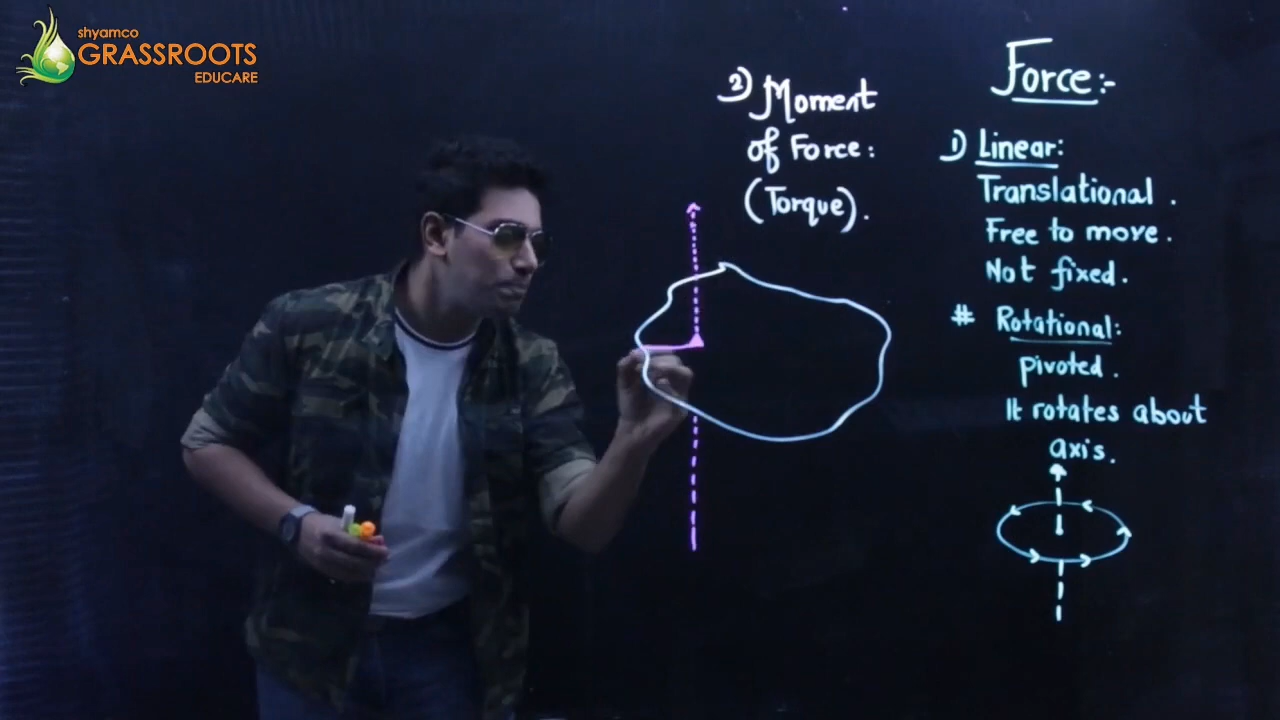 shyamco
GRASSROOTS
EDUCARE
Force:-
1) Linear:
Translational.
Free to move.
Not fixed.
# Rotational:
pivoted.
It rotates about
axis.
2) Moment
of Force:
(Torque).